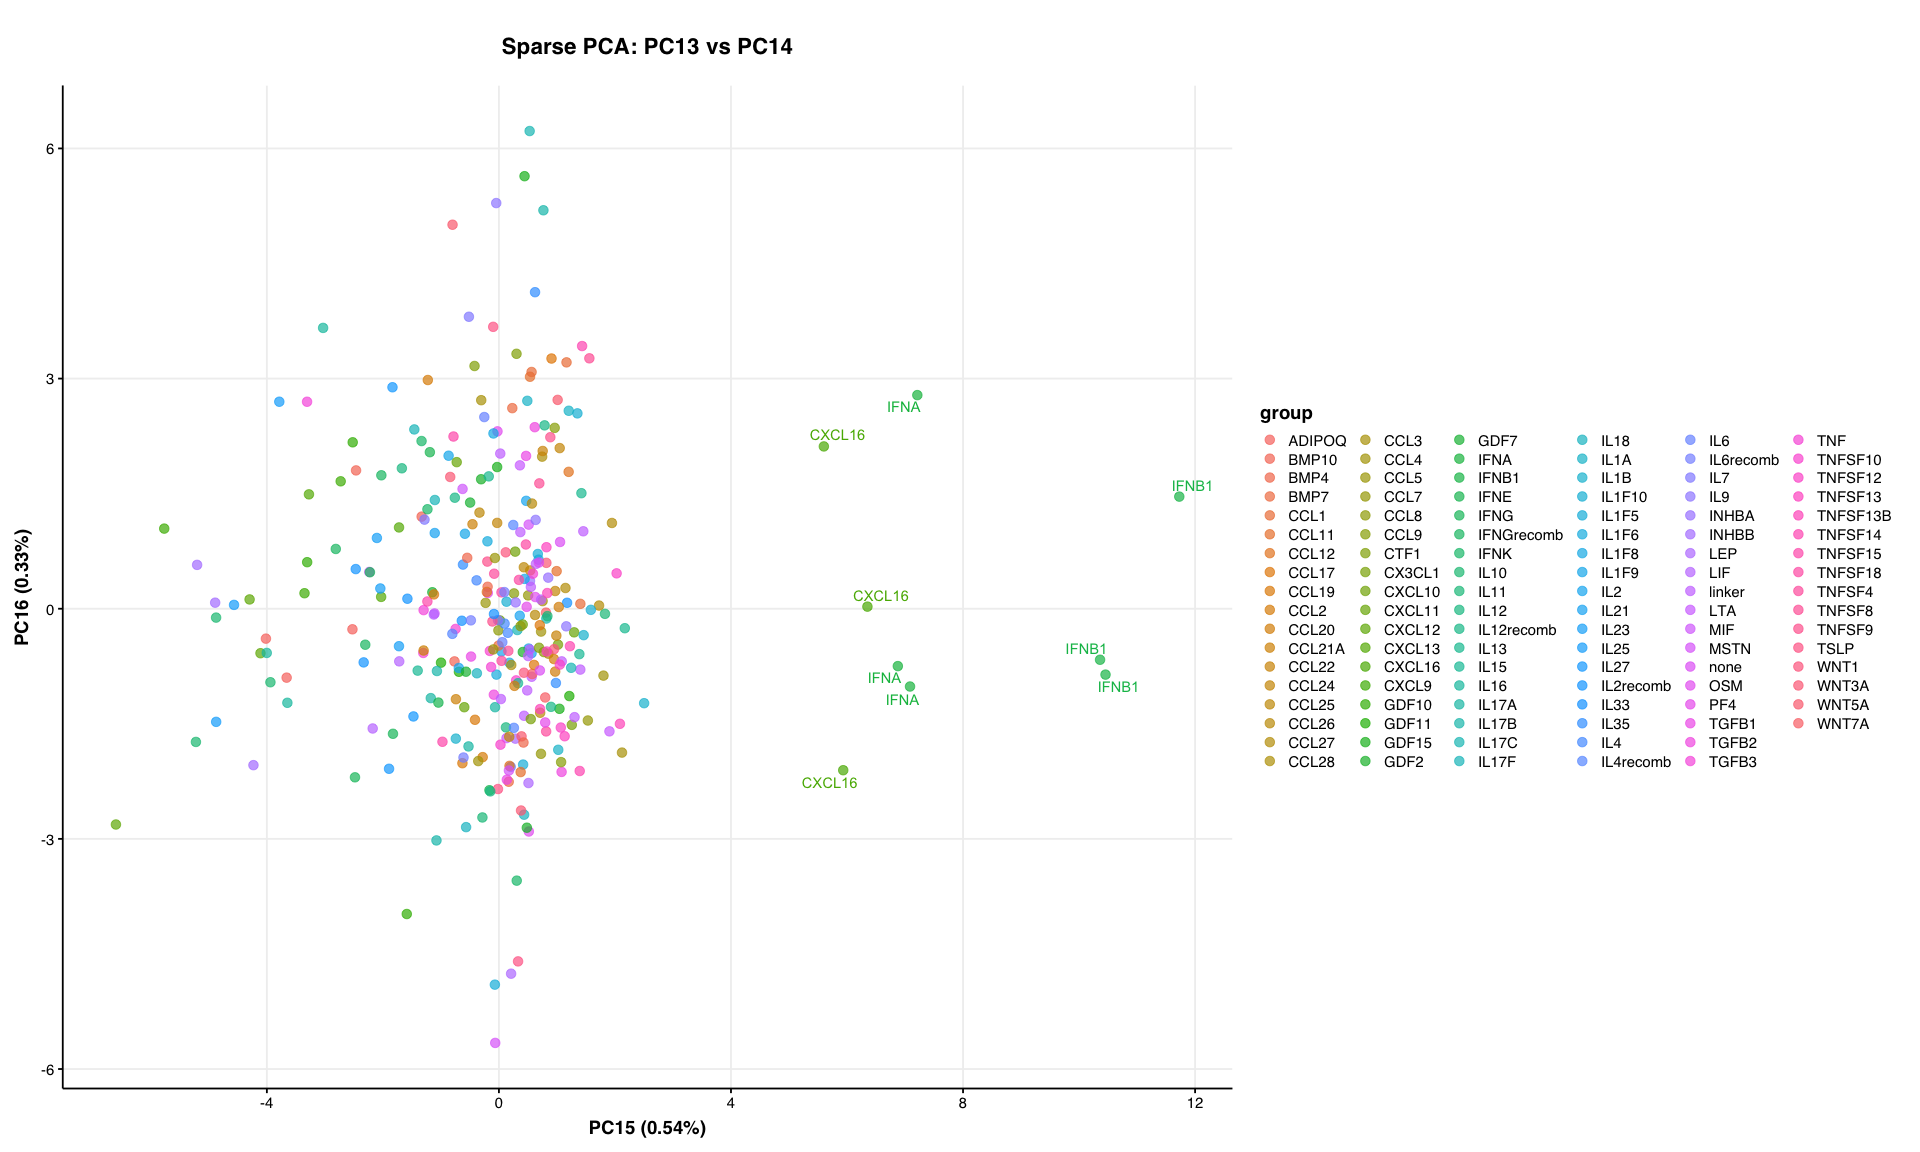 Sparse PCA: PC13 vs PC14
PC16 (0.33%)
6
3
0
-3
-6
IFNA
CXCL16
IFNB1
CXCL16
IFNB1
IFNA
IFNB1
IFNA
CXCL16
-4
0
4
8
12
PC15 (0.54%)
group
ADIPOQ
BMP10
BMP4
BMP7
CCL1
CCL11
CCL12
CCL17
CCL19
CCL2
CCL20
CCL21A
CCL22
CCL24
CCL25
CCL26
CCL27
CCL28
CCL3
CCL4
CCL5
CCL7
CCL8
CCL9
CTF1
CX3CL1
CXCL10
CXCL11
CXCL12
CXCL13
CXCL16
CXCL9
GDF10
GDF11
GDF15
GDF2
GDF7
IFNA
IFNB1
IFNE
IFNG
IFNGrecomb
IFNK
IL10
IL11
IL12
IL12recomb
IL13
IL15
IL16
IL17A
IL17B
IL17C
IL17F
IL18
IL1A
IL1B
IL1F10
IL1F5
IL1F6
IL1F8
IL1F9
IL2
IL21
IL23
IL25
IL27
IL2recomb
IL33
IL35
IL4
IL4recomb
IL6
IL6recomb
IL7
IL9
INHBA
INHBB
LEP
LIF
linker
LTA
MIF
MSTN
none
OSM
PF4
TGFB1
TGFB2
TGFB3
TNF
TNFSF10
TNFSF12
TNFSF13
TNFSF13B
TNFSF14
TNFSF15
TNFSF18
TNFSF4
TNFSF8
TNFSF9
TSLP
WNT1
WNT3A
WNT5A
WNT7A